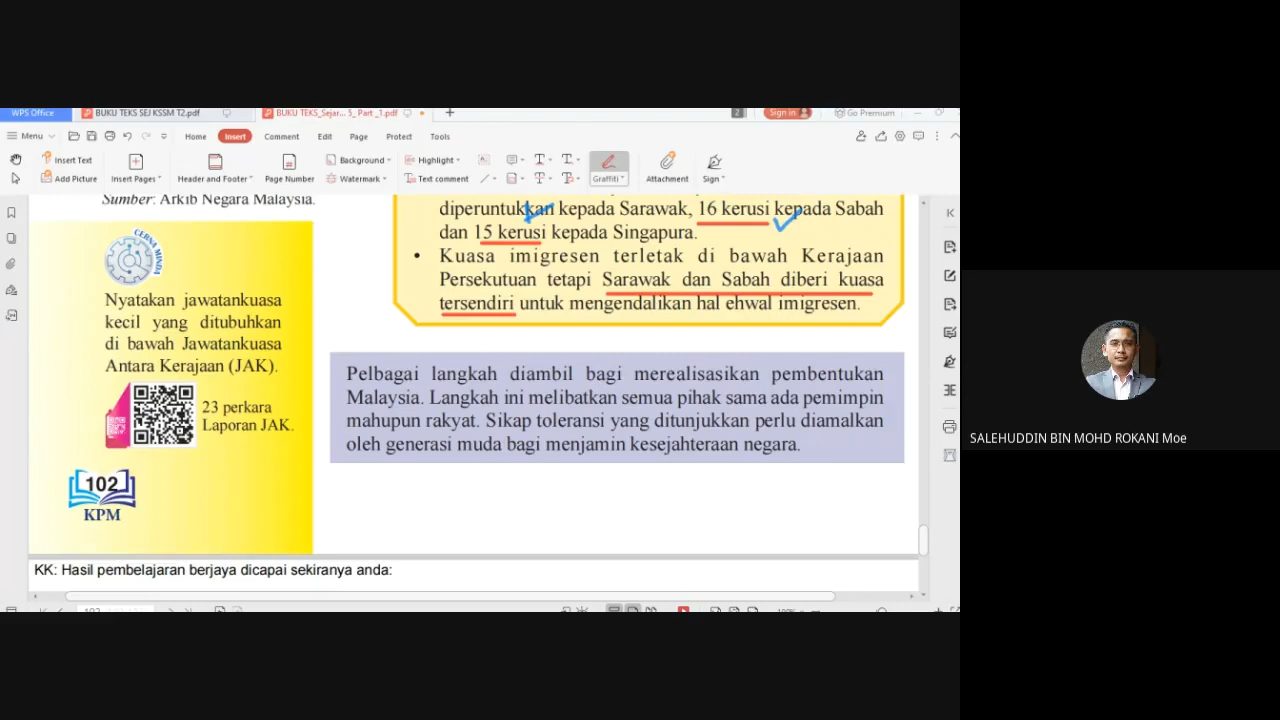 WPS Office
BUKU TEKS SEJ KSSM T2.pdf
BUKU TEKS_Sejar... 5_ Part _1.pdf
2
Sign in
Go Premium
Menu
Home
Insert
Comment
Edit
Page
Protect
Tools
Insert Text
Add Picture
Insert Pages
Header and Footer
Page Number
Background
Watermark
Highlight
Text comment
Graffiti
Attachment
Sign
Sumber: Arkib Negara Malaysia.
diperuntukkan kepada Sarawak, 16 kerusi kepada Sabah
dan 15 kerusi kepada Singapura.
• Kuasa imigresen terletak di bawah Kerajaan
Persekutuan tetapi Sarawak dan Sabah diberi kuasa
tersendiri untuk mengendalikan hal ehwal imigresen.
CERNA MINDA
Nyatakan jawatankuasa
kecil yang ditubuhkan
di bawah Jawatankuasa
Antara Kerajaan (JAK).
23 perkara
Laporan JAK.
102
KPM
Pelbagai langkah diambil bagi merealisasikan pembentukan
Malaysia. Langkah ini melibatkan semua pihak sama ada pemimpin
mahupun rakyat. Sikap toleransi yang ditunjukkan perlu diamalkan
oleh generasi muda bagi menjamin kesejahteraan negara.
KK: Hasil pembelajaran berjaya dicapai sekiranya anda:
SALEHUDDIN BIN MOHD ROKANI Moe